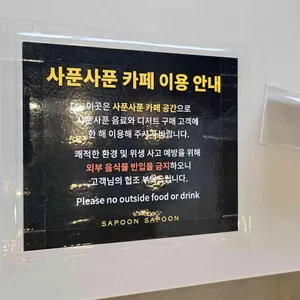 사푼사푼 카페 이용 안내
이곳은 사푼사푼 카페 공간으로
사푼사푼 음료와 디저트 구매 고객에
한 해 이용해 주시기 바랍니다.
쾌적한 환경 및 위생 사고 예방을 위해
외부 음식물 반입을 금지하오니
고객님의 협조 부탁드립니다.
Please no outside food or drink
SAPOON SAPOON